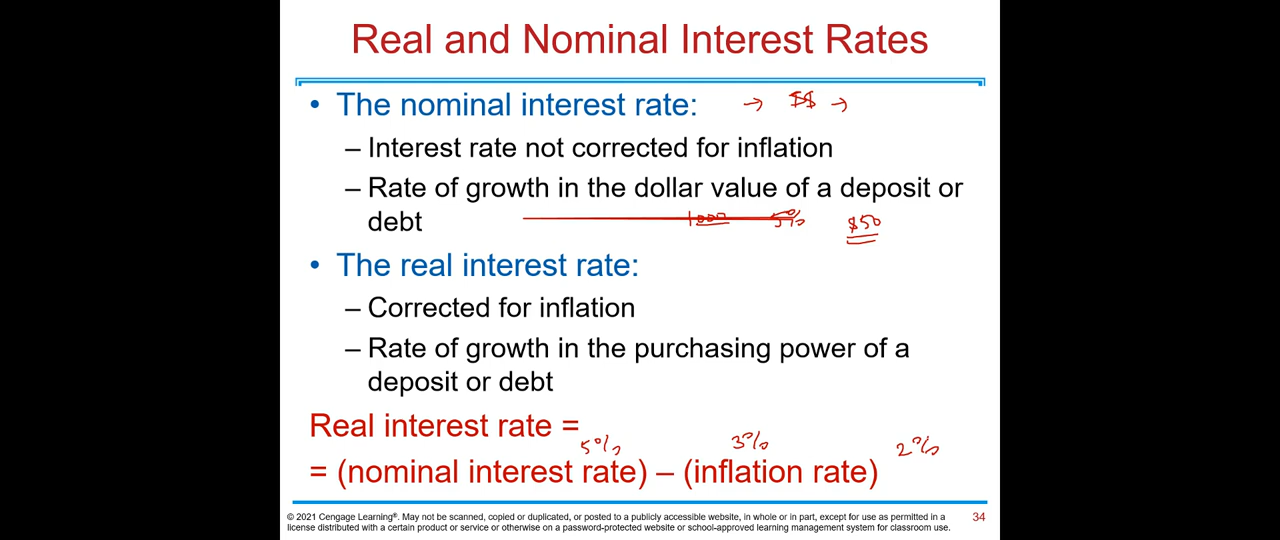 Real and Nominal Interest Rates
• The nominal interest rate: → $$ →
– Interest rate not corrected for inflation
– Rate of growth in the dollar value of a deposit or
debt 1000 5% $50
• The real interest rate:
– Corrected for inflation
– Rate of growth in the purchasing power of a
deposit or debt
Real interest rate =
5% 3% 2%
= (nominal interest rate) – (inflation rate)
© 2021 Cengage Learning®. May not be scanned, copied or duplicated, or posted to a publicly accessible website, in whole or in part, except for use as permitted in a 34
license distributed with a certain product or service or otherwise on a password-protected website or school-approved learning management system for classroom use.